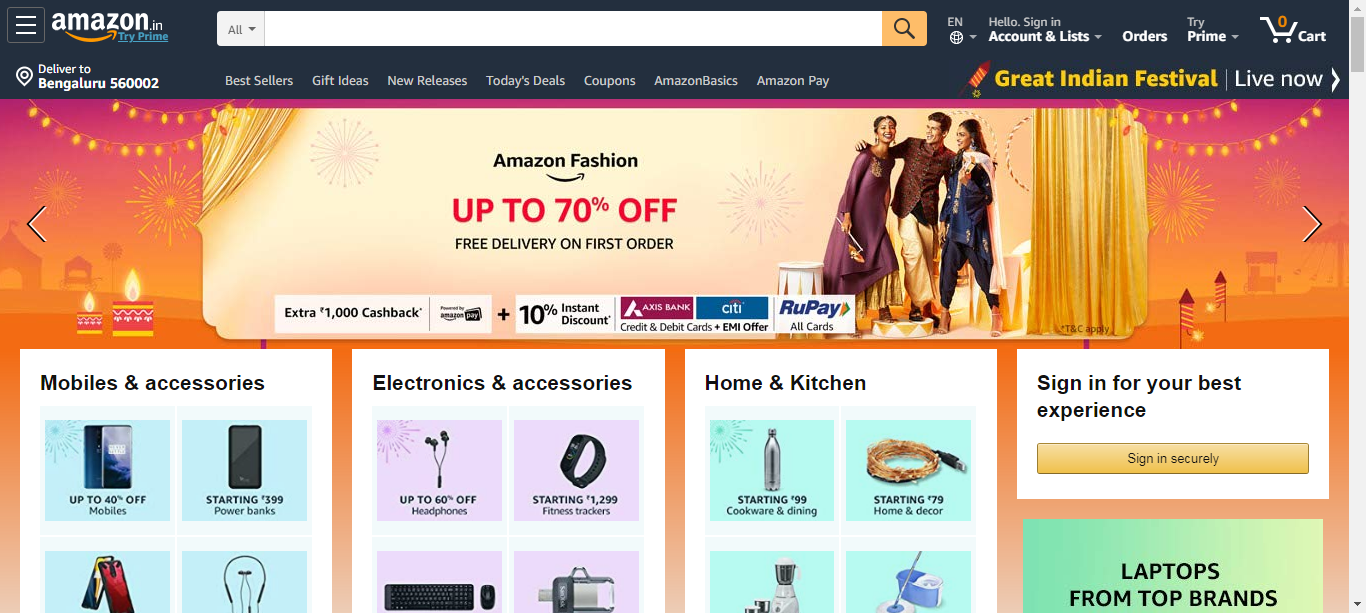 amazon.in
Try Prime
All
EN
Hello. Sign in
Account & Lists
Orders
Try
Prime
0
Cart
Deliver to
Bengaluru 560002
Best Sellers
Gift Ideas
New Releases
Today's Deals
Coupons
AmazonBasics
Amazon Pay
Great Indian Festival | Live now
Amazon Fashion
UP TO 70% OFF
FREE DELIVERY ON FIRST ORDER
Extra ₹1,000 Cashback*
Powered by
amazon pay
+
10% Instant
Discount*
AXIS BANK
citi
Credit & Debit Cards + EMI Offer
RuPay
All Cards
*T&C apply
Mobiles & accessories
UP TO 40% OFF
Mobiles
STARTING ₹399
Power banks
Electronics & accessories
UP TO 60% OFF
Headphones
STARTING ₹1,299
Fitness trackers
Home & Kitchen
STARTING ₹99
Cookware & dining
STARTING ₹79
Home & decor
Sign in for your best
experience
Sign in securely
LAPTOPS
FROM TOP BRANDS